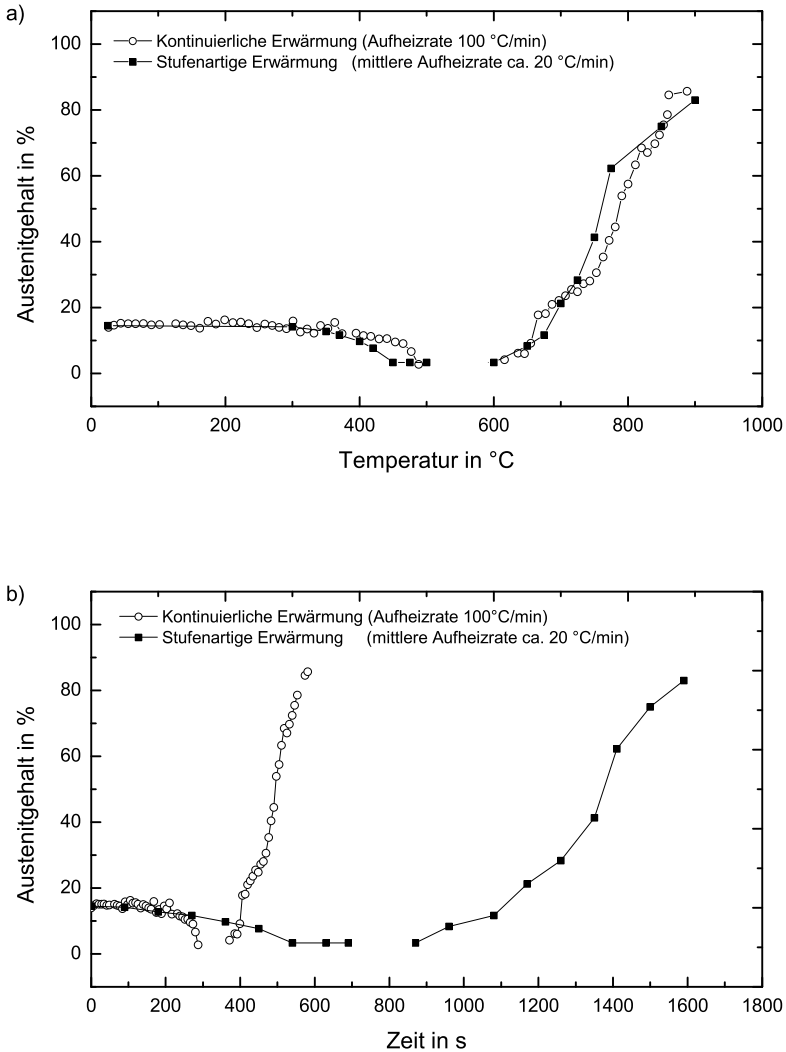 a)
100
80
60
40
20
0
Austenitgehalt in %
Kontinuierliche Erwärmung (Aufheizrate 100 °C/min)
Stufenartige Erwärmung (mittlere Aufheizrate ca. 20 °C/min)
0 200 400 600 800 1000
Temperatur in °C
b)
100
80
60
40
20
0
Austenitgehalt in %
Kontinuierliche Erwärmung (Aufheizrate 100°C/min)
Stufenartige Erwärmung (mittlere Aufheizrate ca. 20 °C/min)
0 200 400 600 800 1000 1200 1400 1600 1800
Zeit in s